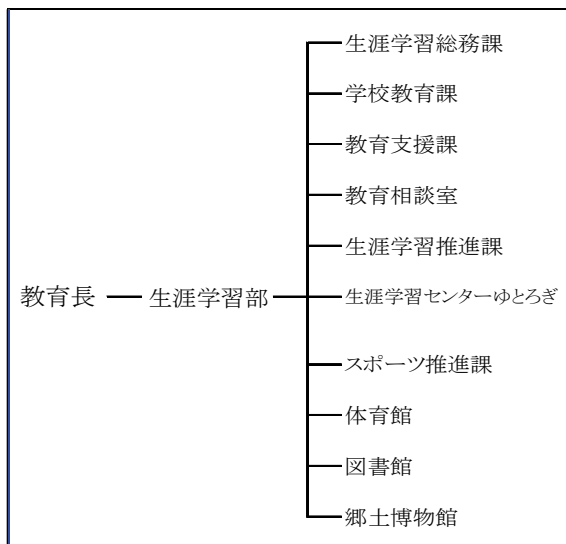 生涯学習総務課
学校教育課
教育支援課
教育相談室
生涯学習推進課
教育長 生涯学習部 生涯学習センターゆとろぎ
スポーツ推進課
体育館
図書館
郷土博物館